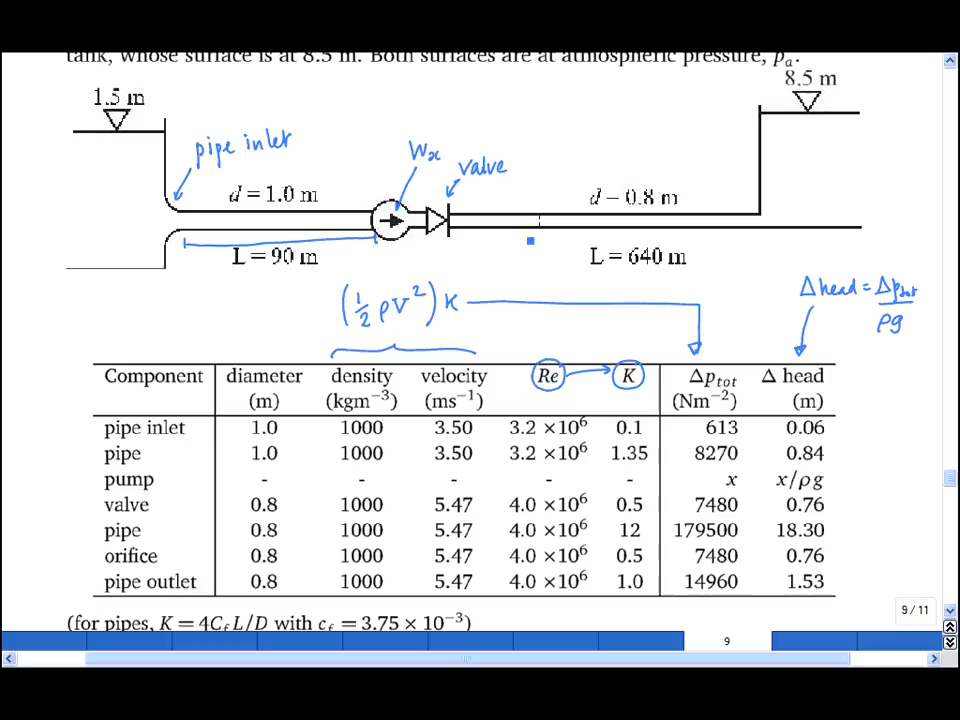 tank, whose surface is at 8.5 m. Both surfaces are at atmospheric pressure, pₐ.
8.5 m
1.5 m
pipe inlet
Wx
valve
d = 1.0 m
d = 0.8 m
L = 90 m
L = 640 m
(1/2 ρV²) K
Δhead = Δptot/ρg
Component diameter density velocity Re K Δptot Δ head
(m) (kgm⁻³) (ms⁻¹) (Nm⁻²) (m)
pipe inlet 1.0 1000 3.50 3.2 ×10⁶ 0.1 613 0.06
pipe 1.0 1000 3.50 3.2 ×10⁶ 1.35 8270 0.84
pump - - - - - x x/ρg
valve 0.8 1000 5.47 4.0 ×10⁶ 0.5 7480 0.76
pipe 0.8 1000 5.47 4.0 ×10⁶ 12 179500 18.30
orifice 0.8 1000 5.47 4.0 ×10⁶ 0.5 7480 0.76
pipe outlet 0.8 1000 5.47 4.0 ×10⁶ 1.0 14960 1.53
(for pipes, K = 4CfL/D with cf = 3.75 × 10⁻³)
9 / 11
9